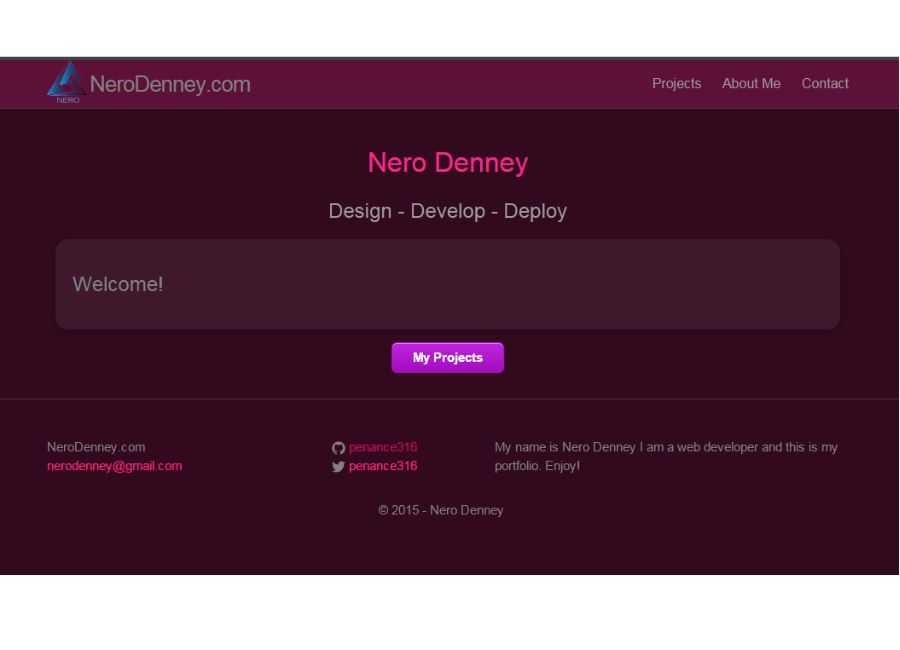 NERO
NeroDenney.com
Projects About Me Contact
Nero Denney
Design - Develop - Deploy
Welcome!
My Projects
NeroDenney.com
nerodenney@gmail.com
penance316
penance316
My name is Nero Denney I am a web developer and this is my
portfolio. Enjoy!
© 2015 - Nero Denney